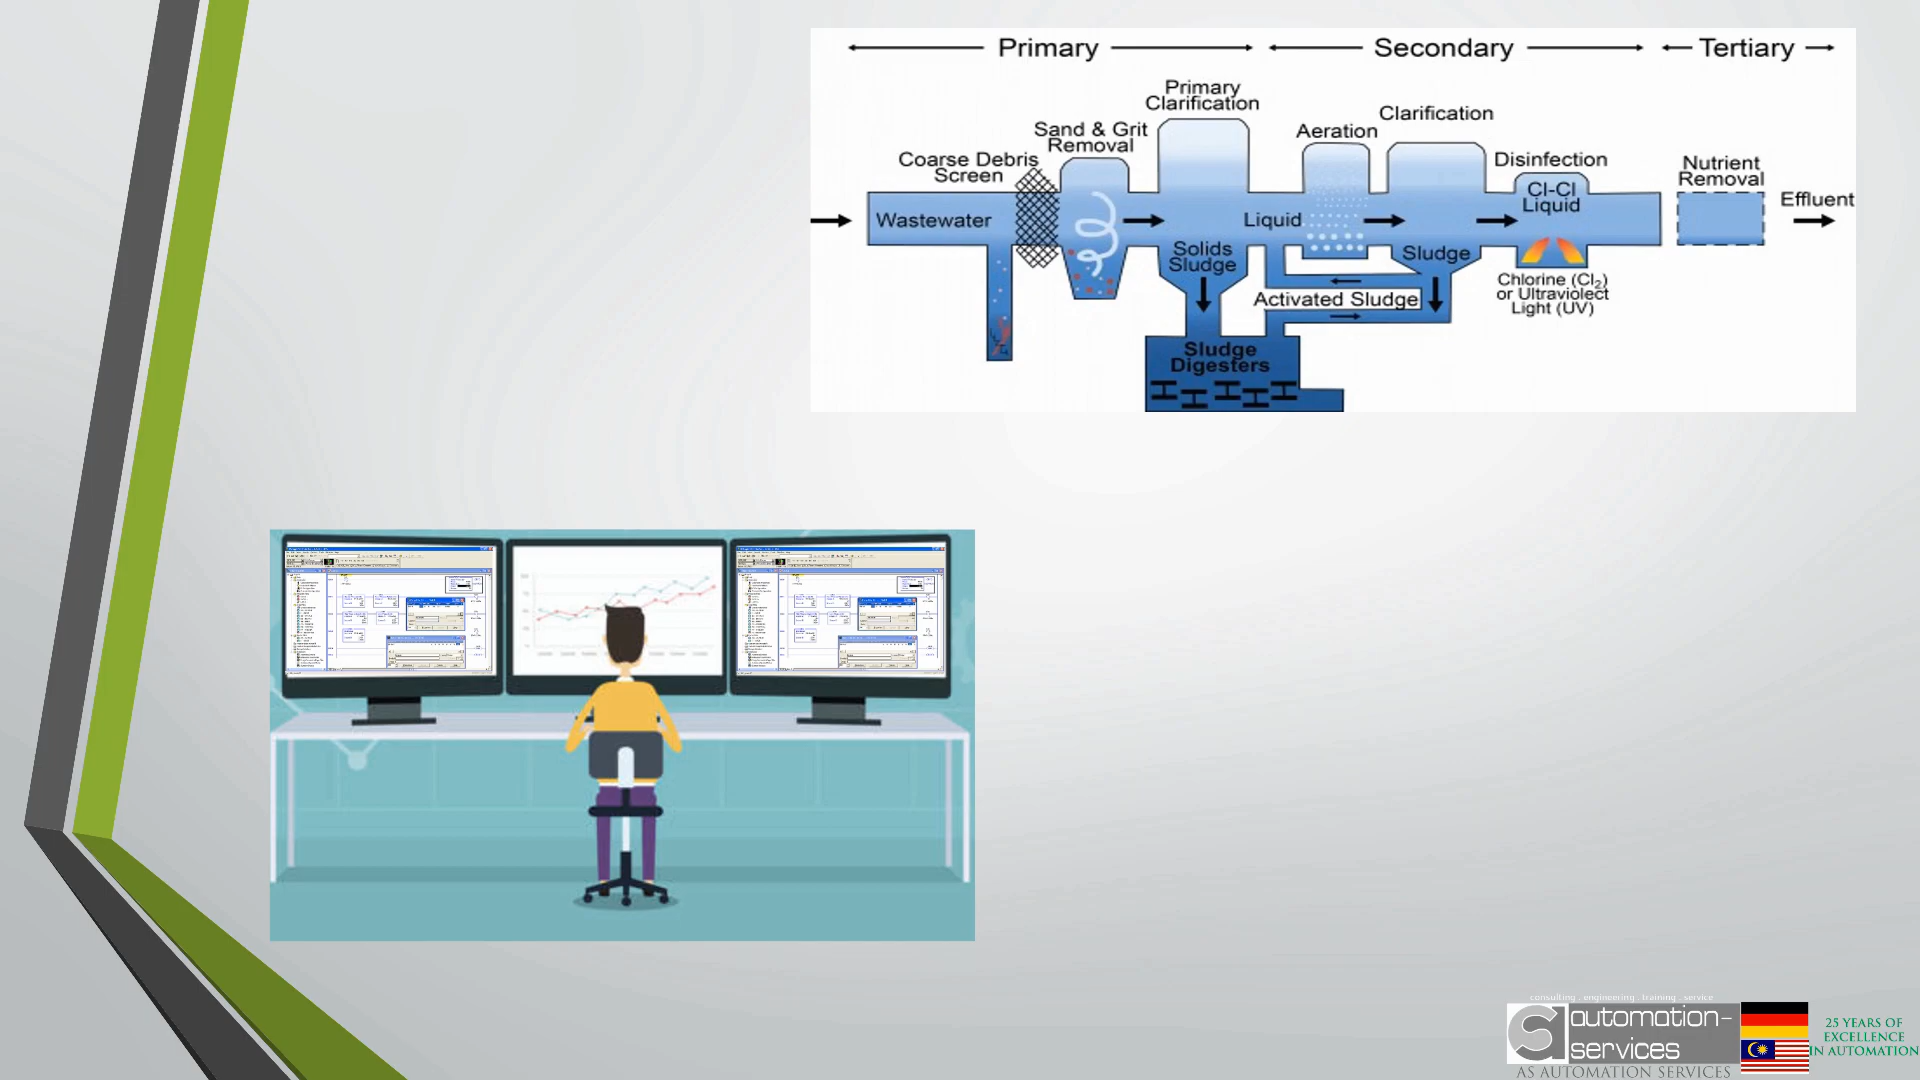 Primary
Secondary
Tertiary
Primary
Clarification
Sand & Grit
Removal
Coarse Debris
Screen
Aeration
Clarification
Disinfection
Cl-Cl
Liquid
Nutrient
Removal
Effluent
Wastewater
Liquid
Solids
Sludge
Sludge
Chlorine (Cl₂)
or Ultraviolect
Light (UV)
Activated Sludge
Sludge
Digesters
consulting . engineering . training . service
automation-
services
AS AUTOMATION SERVICES
25 YEARS OF
EXCELLENCE
IN AUTOMATION